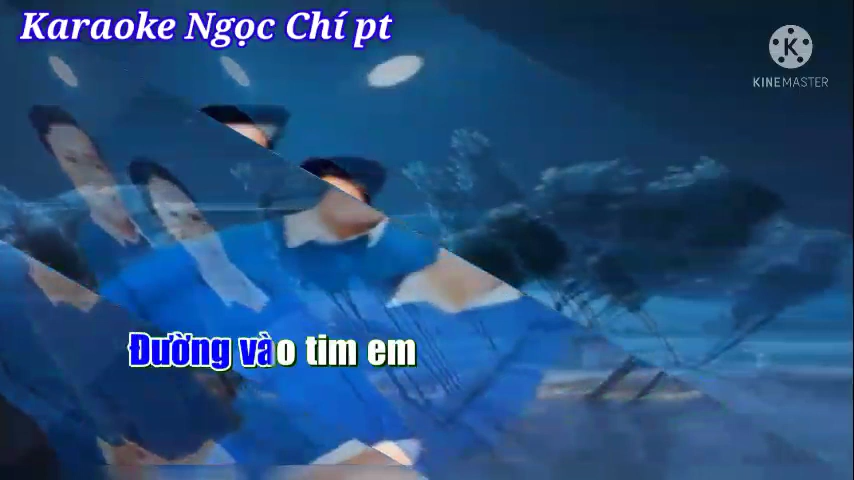 Karaoke Ngọc Chí pt
K
KINEMASTER
Đường vào tim em